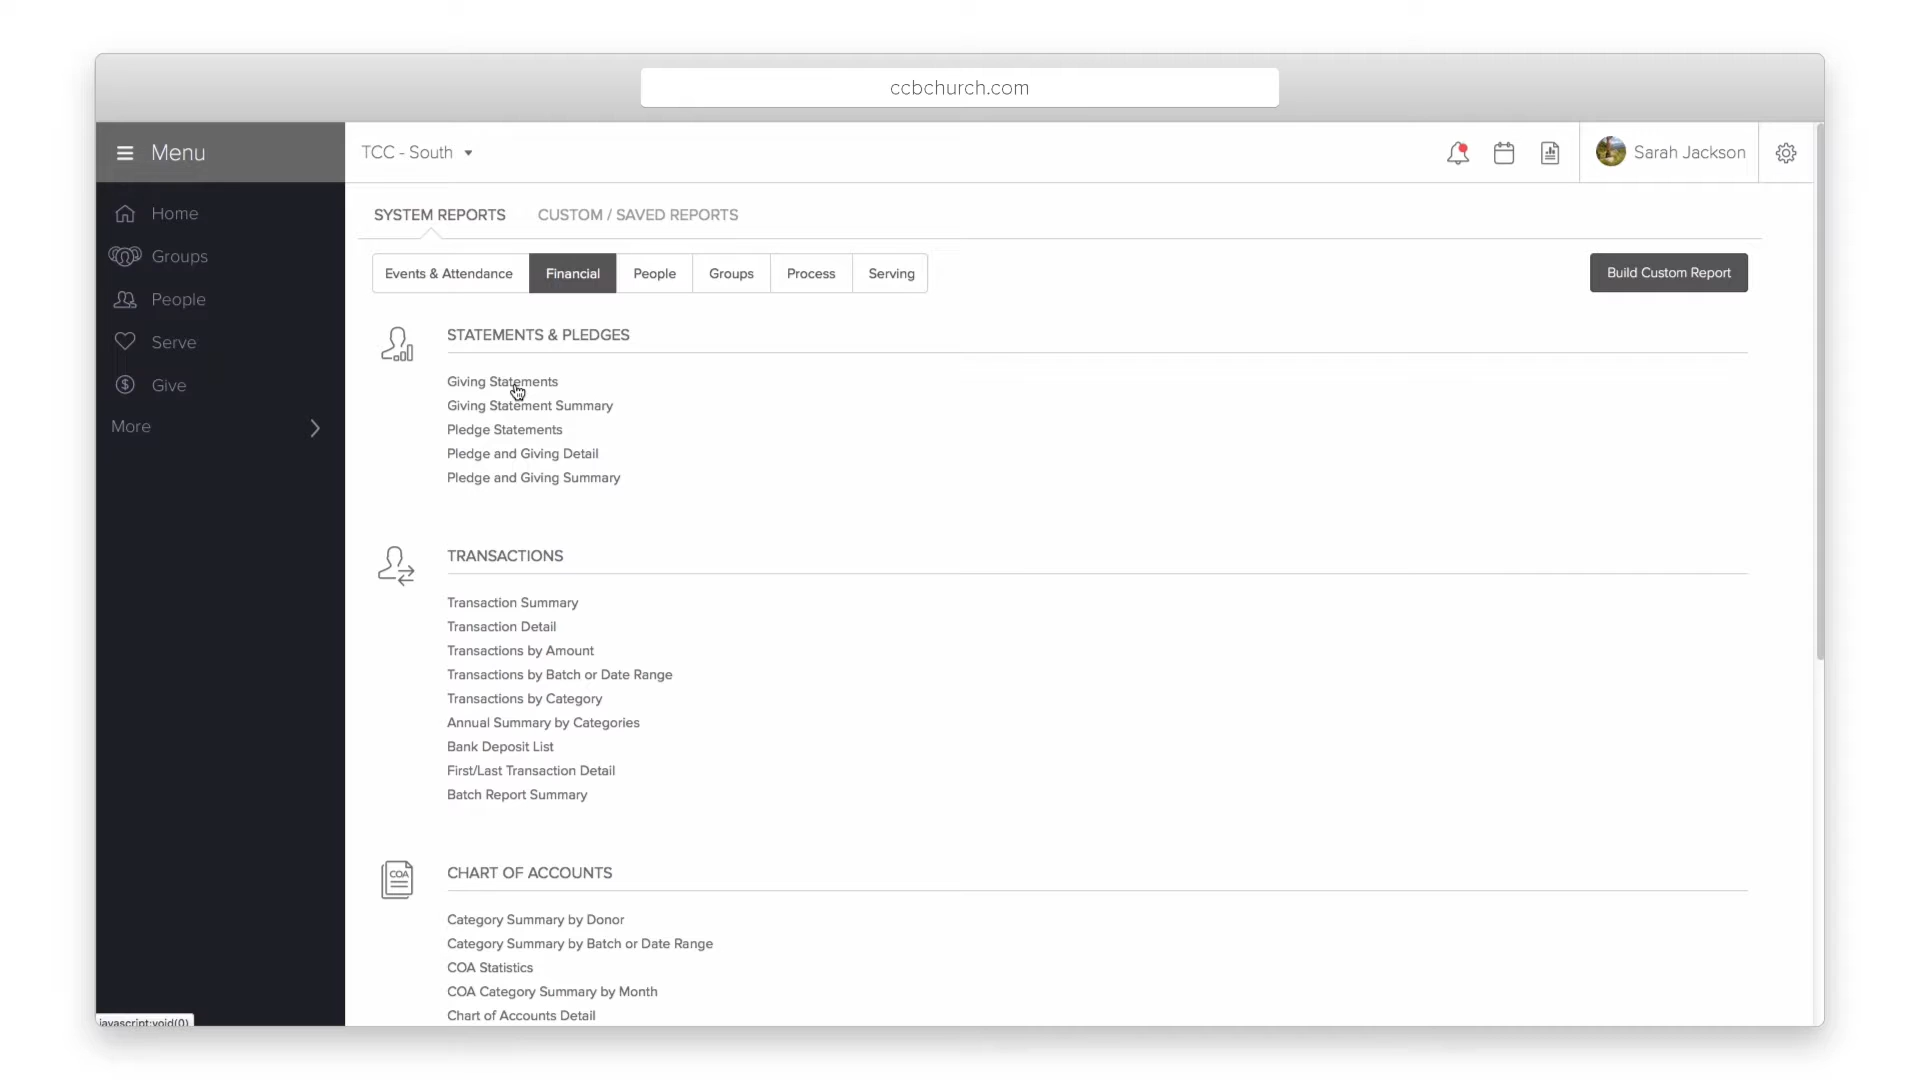 ccbchurch.com
Menu
TCC - South
Sarah Jackson
Home
Groups
People
Serve
Give
More
SYSTEM REPORTS
CUSTOM / SAVED REPORTS
Events & Attendance
Financial
People
Groups
Process
Serving
Build Custom Report
STATEMENTS & PLEDGES
Giving Statements
Giving Statement Summary
Pledge Statements
Pledge and Giving Detail
Pledge and Giving Summary
TRANSACTIONS
Transaction Summary
Transaction Detail
Transactions by Amount
Transactions by Batch or Date Range
Transactions by Category
Annual Summary by Categories
Bank Deposit List
First/Last Transaction Detail
Batch Report Summary
COA
CHART OF ACCOUNTS
Category Summary by Donor
Category Summary by Batch or Date Range
COA Statistics
COA Category Summary by Month
Chart of Accounts Detail
javascript:void(0)